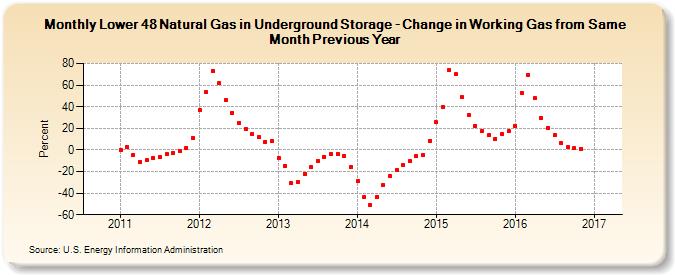 Monthly Lower 48 Natural Gas in Underground Storage - Change in Working Gas from Same
Month Previous Year
Percent
80
60
40
20
0
-20
-40
-60
2011 2012 2013 2014 2015 2016 2017
Source: U.S. Energy Information Administration